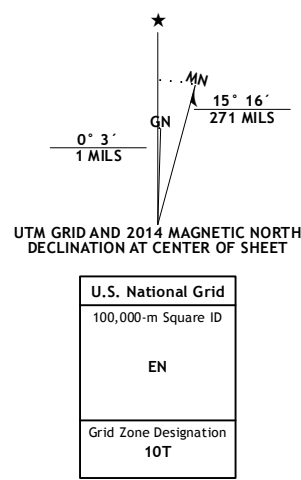 MN
GN
15° 16´
271 MILS
0° 3´
1 MILS
UTM GRID AND 2014 MAGNETIC NORTH
DECLINATION AT CENTER OF SHEET
U.S. National Grid
100,000-m Square ID
EN
Grid Zone Designation
10T